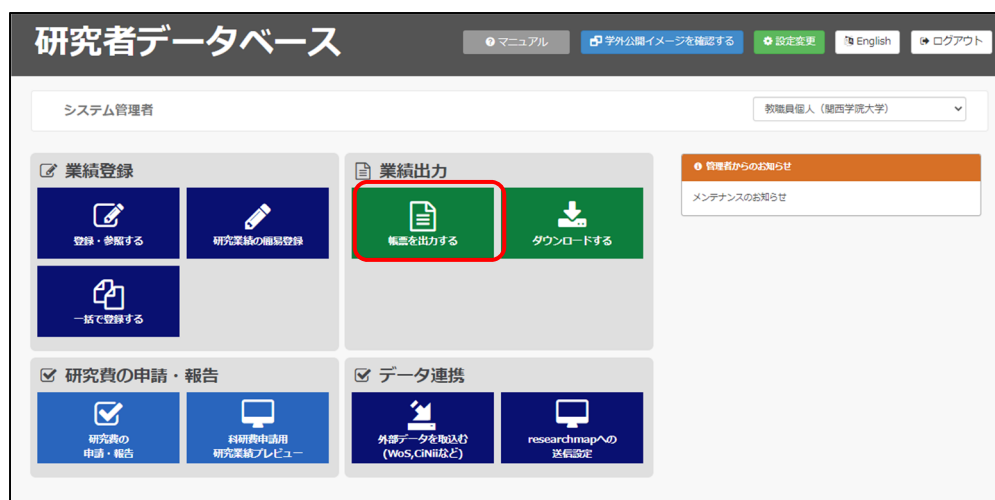 研究者データベース
マニュアル
学外公開イメージを確認する
設定変更
English
ログアウト
システム管理者
教職員個人（関西学院大学）
業績登録
登録・参照する
研究業績の簡易登録
一括で登録する
業績出力
帳票を出力する
ダウンロードする
管理者からのお知らせ
メンテナンスのお知らせ
研究費の申請・報告
研究費の
申請・報告
科研費申請用
研究業績プレビュー
データ連携
外部データを取込む
(WoS,CiNiiなど)
researchmapへの
送信設定